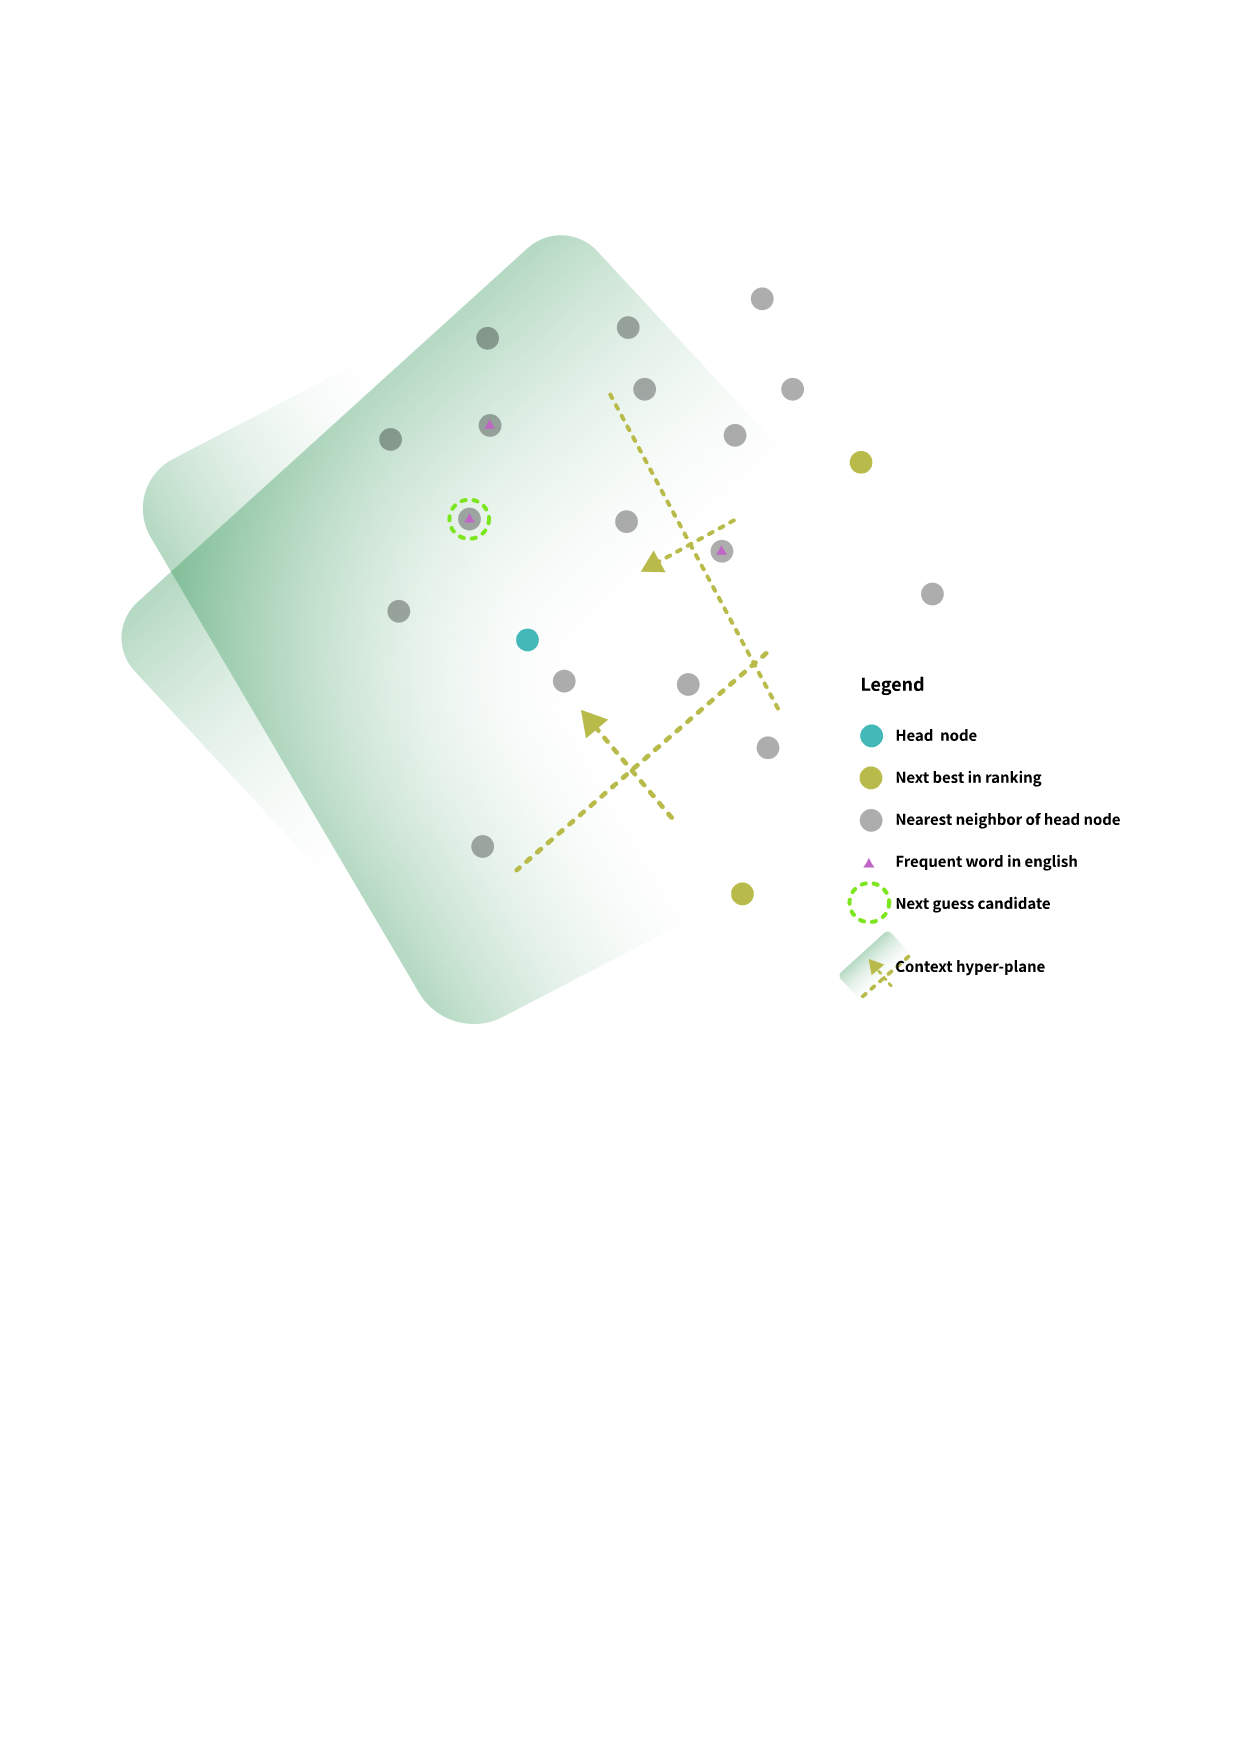 Legend
Head node
Next best in ranking
Nearest neighbor of head node
Frequent word in english
Next guess candidate
Context hyper-plane